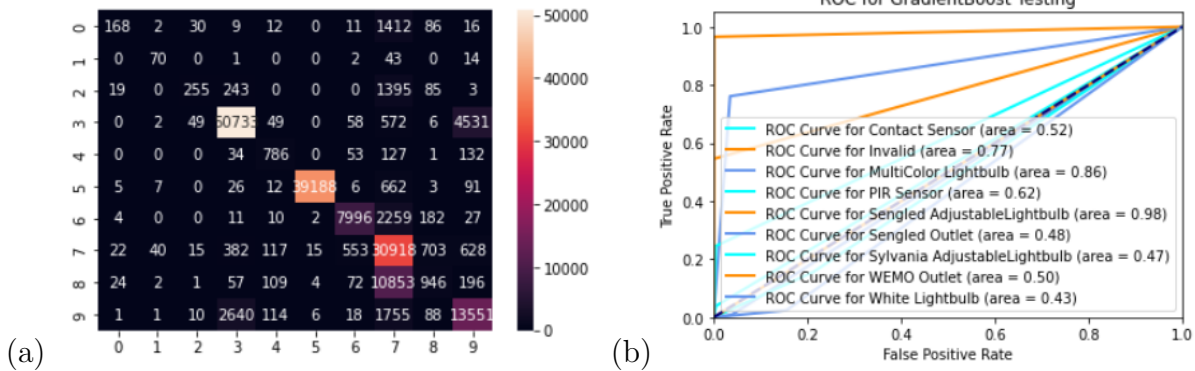 0 168 2 30 9 12 0 11 1412 86 16
1 0 70 0 1 0 0 2 43 0 14
2 19 0 255 243 0 0 0 1395 85 3
3 0 2 49 50733 49 0 58 572 6 4531
4 0 0 0 34 786 0 53 127 1 132
5 5 7 0 26 12 39188 6 662 3 91
6 4 0 0 11 10 2 7996 2259 182 27
7 22 40 15 382 117 15 553 30918 703 628
8 24 2 1 57 109 4 72 10853 946 196
9 1 1 10 2640 114 6 18 1755 88 13551
0 1 2 3 4 5 6 7 8 9
50000
40000
30000
20000
10000
0
(a)
ROC for GradientBoost Testing
True Positive Rate
1.0
0.8
0.6
0.4
0.2
0.0
ROC Curve for Contact Sensor (area = 0.52)
ROC Curve for Invalid (area = 0.77)
ROC Curve for MultiColor Lightbulb (area = 0.86)
ROC Curve for PIR Sensor (area = 0.62)
ROC Curve for Sengled AdjustableLightbulb (area = 0.98)
ROC Curve for Sengled Outlet (area = 0.48)
ROC Curve for Sylvania AdjustableLightbulb (area = 0.47)
ROC Curve for WEMO Outlet (area = 0.50)
ROC Curve for White Lightbulb (area = 0.43)
0.0 0.2 0.4 0.6 0.8 1.0
False Positive Rate
(b)